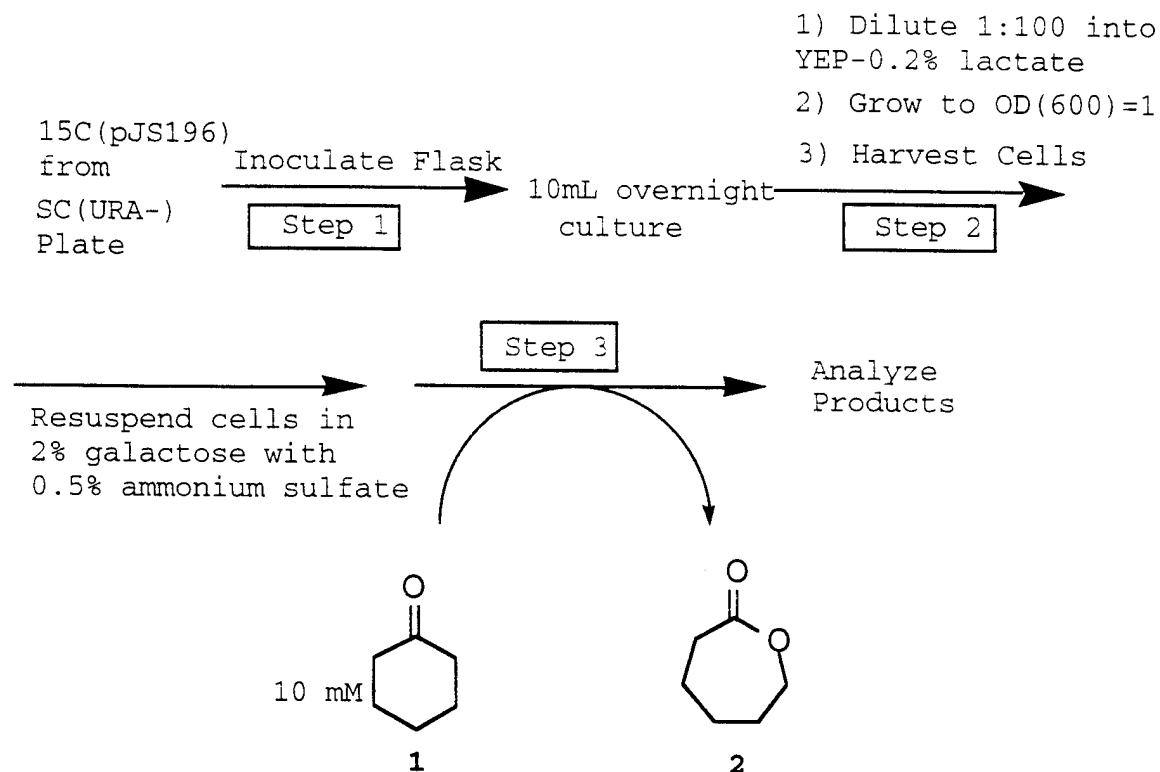 15C(pJS196)
from
SC(URA-)
Plate
Inoculate Flask
Step 1
10mL overnight
culture
1) Dilute 1:100 into
YEP-0.2% lactate
2) Grow to OD(600)=1
3) Harvest Cells
Step 2
Resuspend cells in
2% galactose with
0.5% ammonium sulfate
Step 3
Analyze
Products
O
10 mM
1
O
O
2